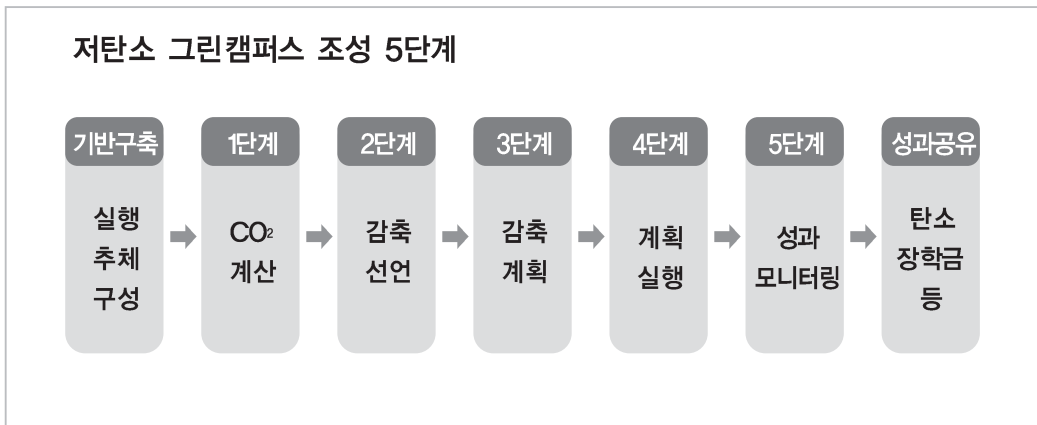 저탄소 그린캠퍼스 조성 5단계
기반구축
실행
추체
구성
1단계
CO₂
계산
2단계
감축
선언
3단계
감축
계획
4단계
계획
실행
5단계
성과
모니터링
성과공유
탄소
장학금
등